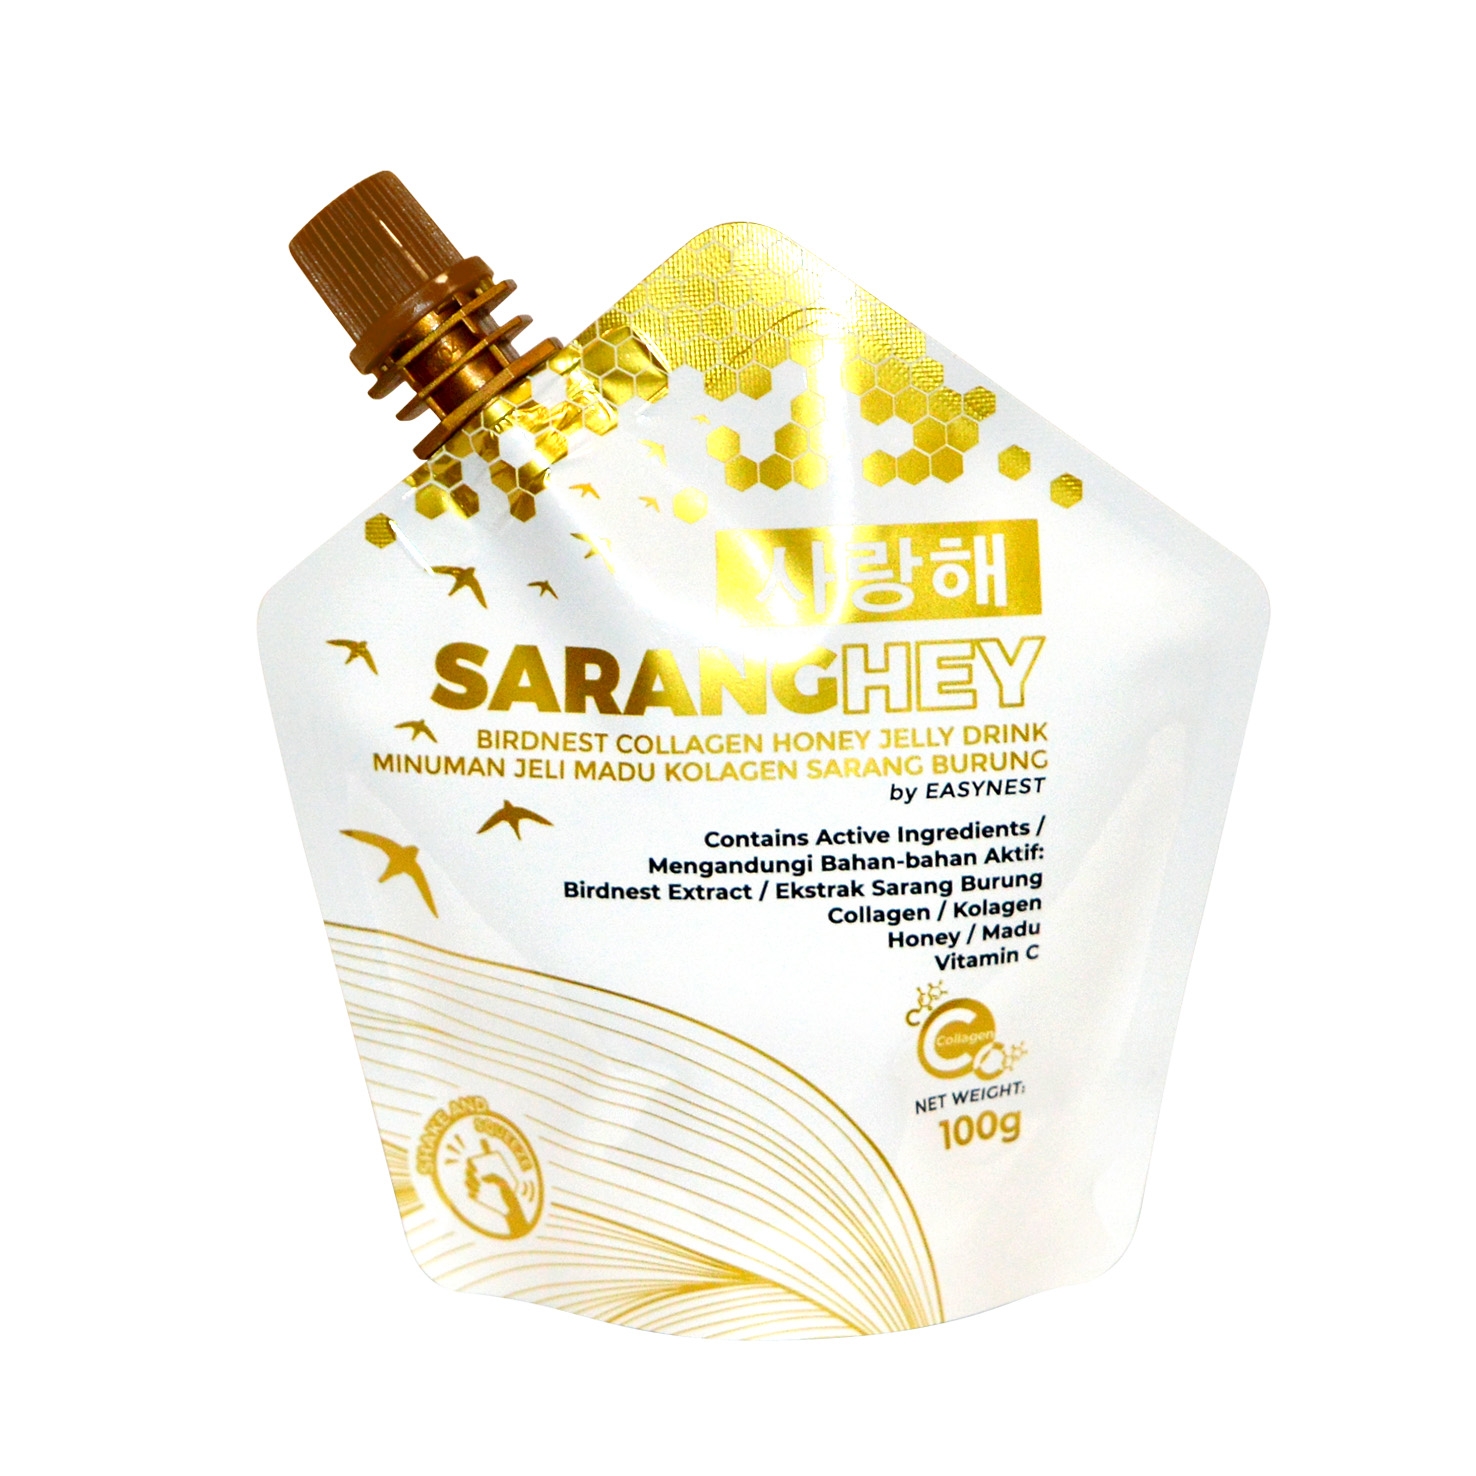 사랑해
SARANGHEY
BIRDNEST COLLAGEN HONEY JELLY DRINK
MINUMAN JELI MADU KOLAGEN SARANG BURUNG
by EASYNEST
Contains Active Ingredients /
Mengandungi Bahan-bahan Aktif:
Birdnest Extract / Ekstrak Sarang Burung
Collagen / Kolagen
Honey / Madu
Vitamin C
C
Collagen
NET WEIGHT:
100g
SHAKE AND
SQUEEZE